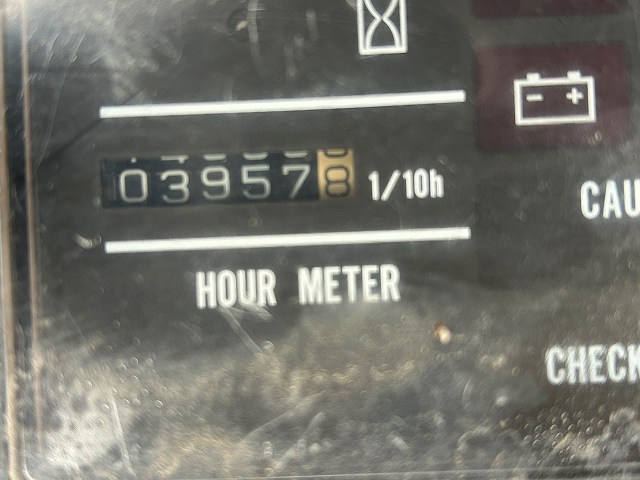 039578 1/10h
CAU
HOUR METER
CHECK